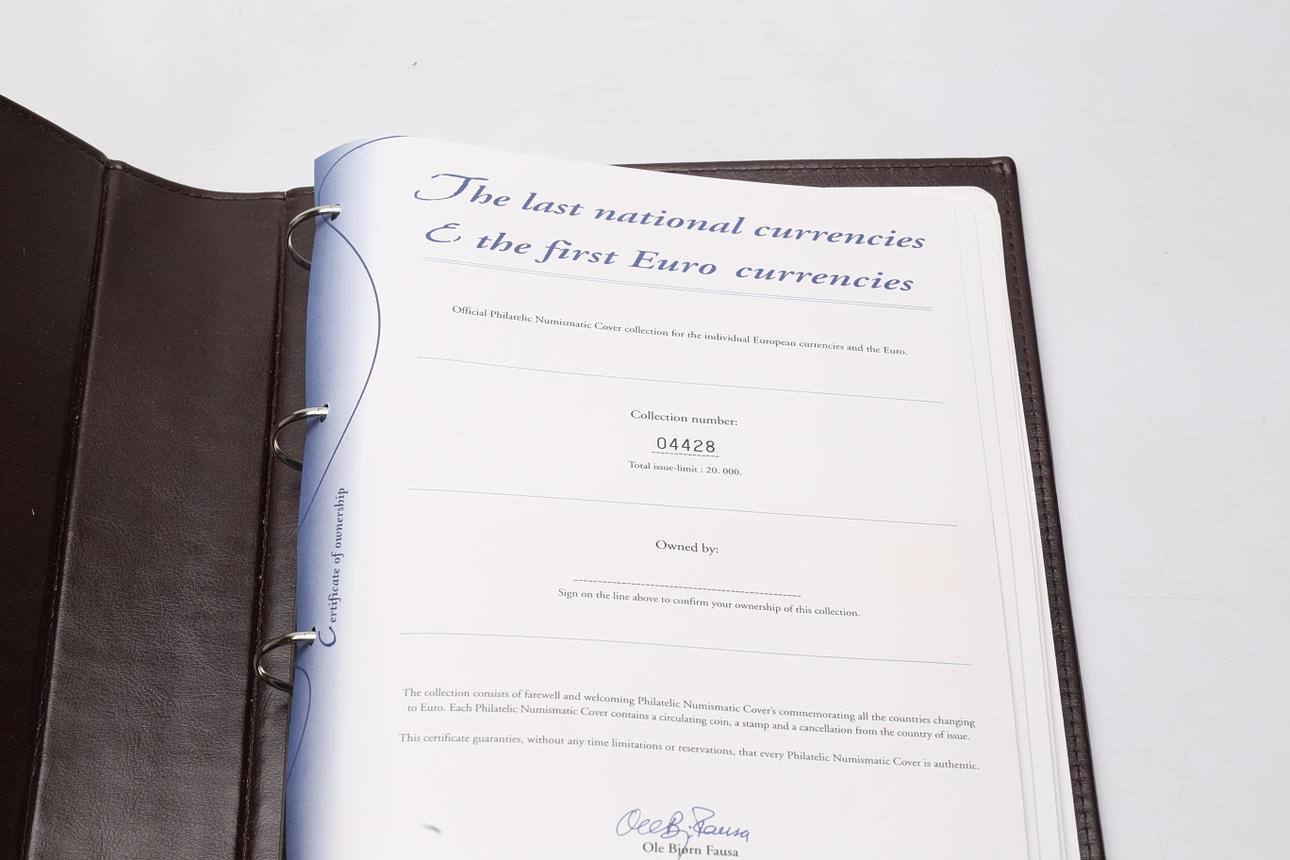 The last national currencies
& the first Euro currencies
Official Philatelic Numismatic Cover collection for the individual European currencies and the Euro.
Collection number:
04428
Total issue-limit : 20. 000.
Owned by:
Sign on the line above to confirm your ownership of this collection.
The collection consists of farewell and welcoming Philatelic Numismatic Cover's commemorating all the countries changing
to Euro. Each Philatelic Numismatic Cover contains a circulating coin, a stamp and a cancellation from the country of issue.
This certificate guaranties, without any time limitations or reservations, that every Philatelic Numismatic Cover is authentic.
Ole Bj. Fausa
Ole Bjørn Fausa
Certificate of ownership